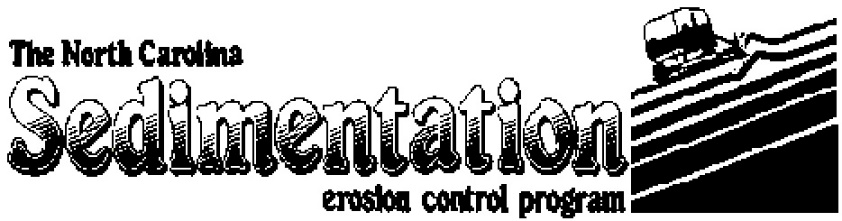 The North Carolina
Sedimentation
erosion control program